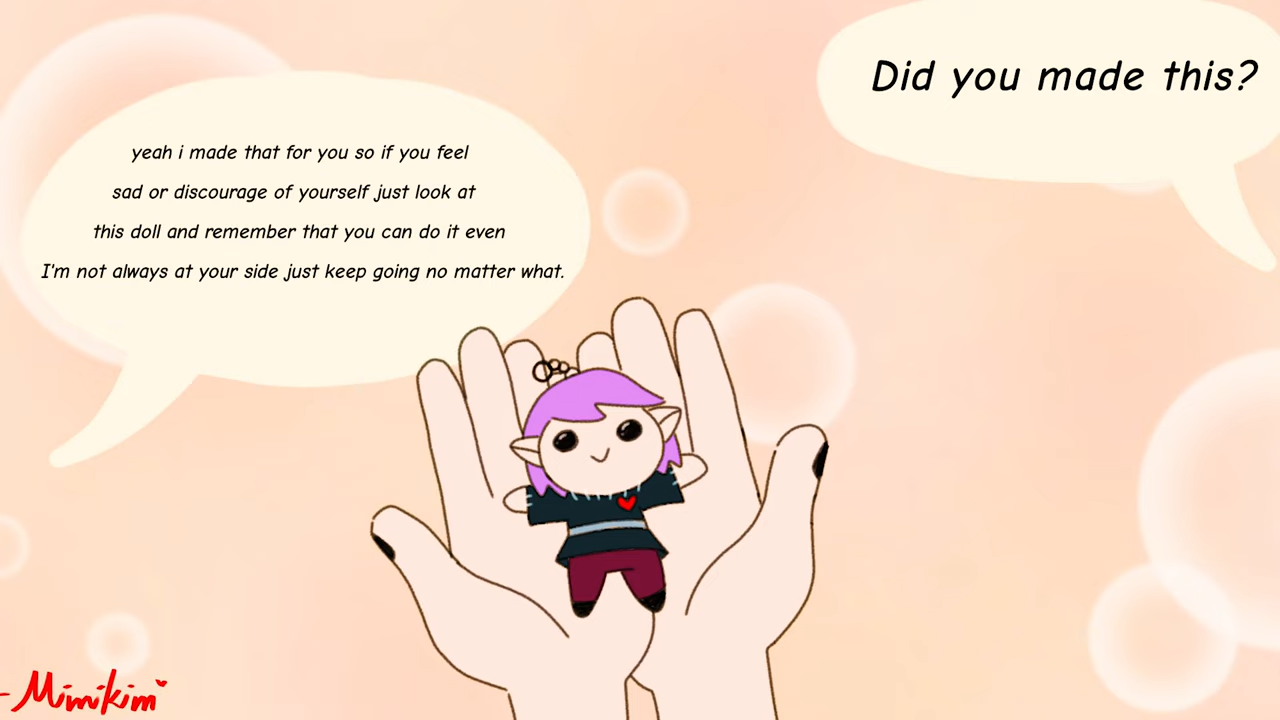 Did you made this?
yeah i made that for you so if you feel
sad or discourage of yourself just look at
this doll and remember that you can do it even
I'm not always at your side just keep going no matter what.
-Mimikim